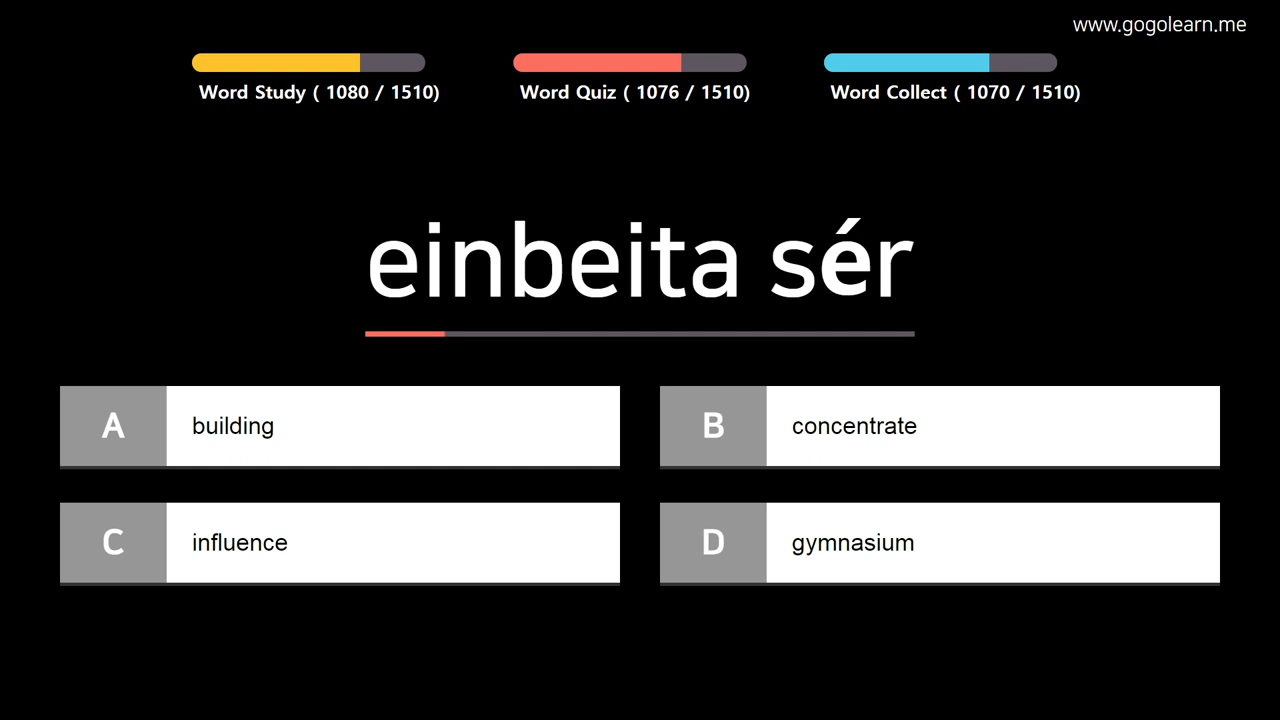 www.gogolearn.me
Word Study ( 1080 / 1510)
Word Quiz ( 1076 / 1510)
Word Collect ( 1070 / 1510)
einbeita sér
A building
B concentrate
C influence
D gymnasium